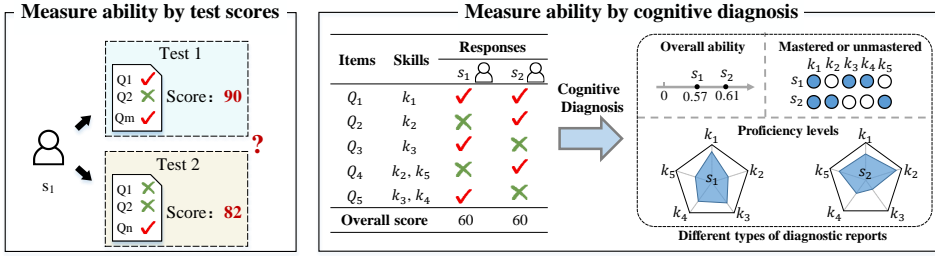 Measure ability by test scores
Test 1
Q1
Q2
Qm
Score: 90
s₁
?
Test 2
Q1
Q2
Qn
Score: 82
Measure ability by cognitive diagnosis
Items Skills Responses
s₁ s₂
Q₁ k₁
Q₂ k₂
Q₃ k₃
Q₄ k₂, k₅
Q₅ k₃, k₄
Overall score 60 60
Cognitive
Diagnosis
Overall ability
s₁ s₂
0 0.57 0.61
Mastered or unmastered
k₁ k₂ k₃ k₄ k₅
s₁
s₂
Proficiency levels
k₁
k₅ s₁ k₂
k₄ k₃
k₁
k₅ s₂ k₂
k₄ k₃
Different types of diagnostic reports